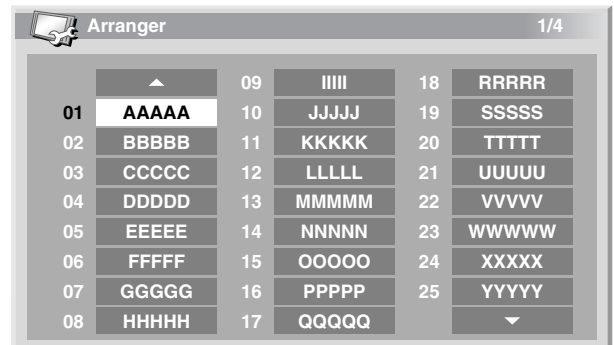 Arranger 1/4
01 AAAAA
02 BBBBB
03 CCCCC
04 DDDDD
05 EEEEE
06 FFFFF
07 GGGGG
08 HHHHH
09 IIIII
10 JJJJJ
11 KKKKK
12 LLLLL
13 MMMMM
14 NNNNN
15 OOOOO
16 PPPPP
17 QQQQQ
18 RRRRR
19 SSSSS
20 TTTTT
21 UUUUU
22 VVVVV
23 WWWWW
24 XXXXX
25 YYYYY